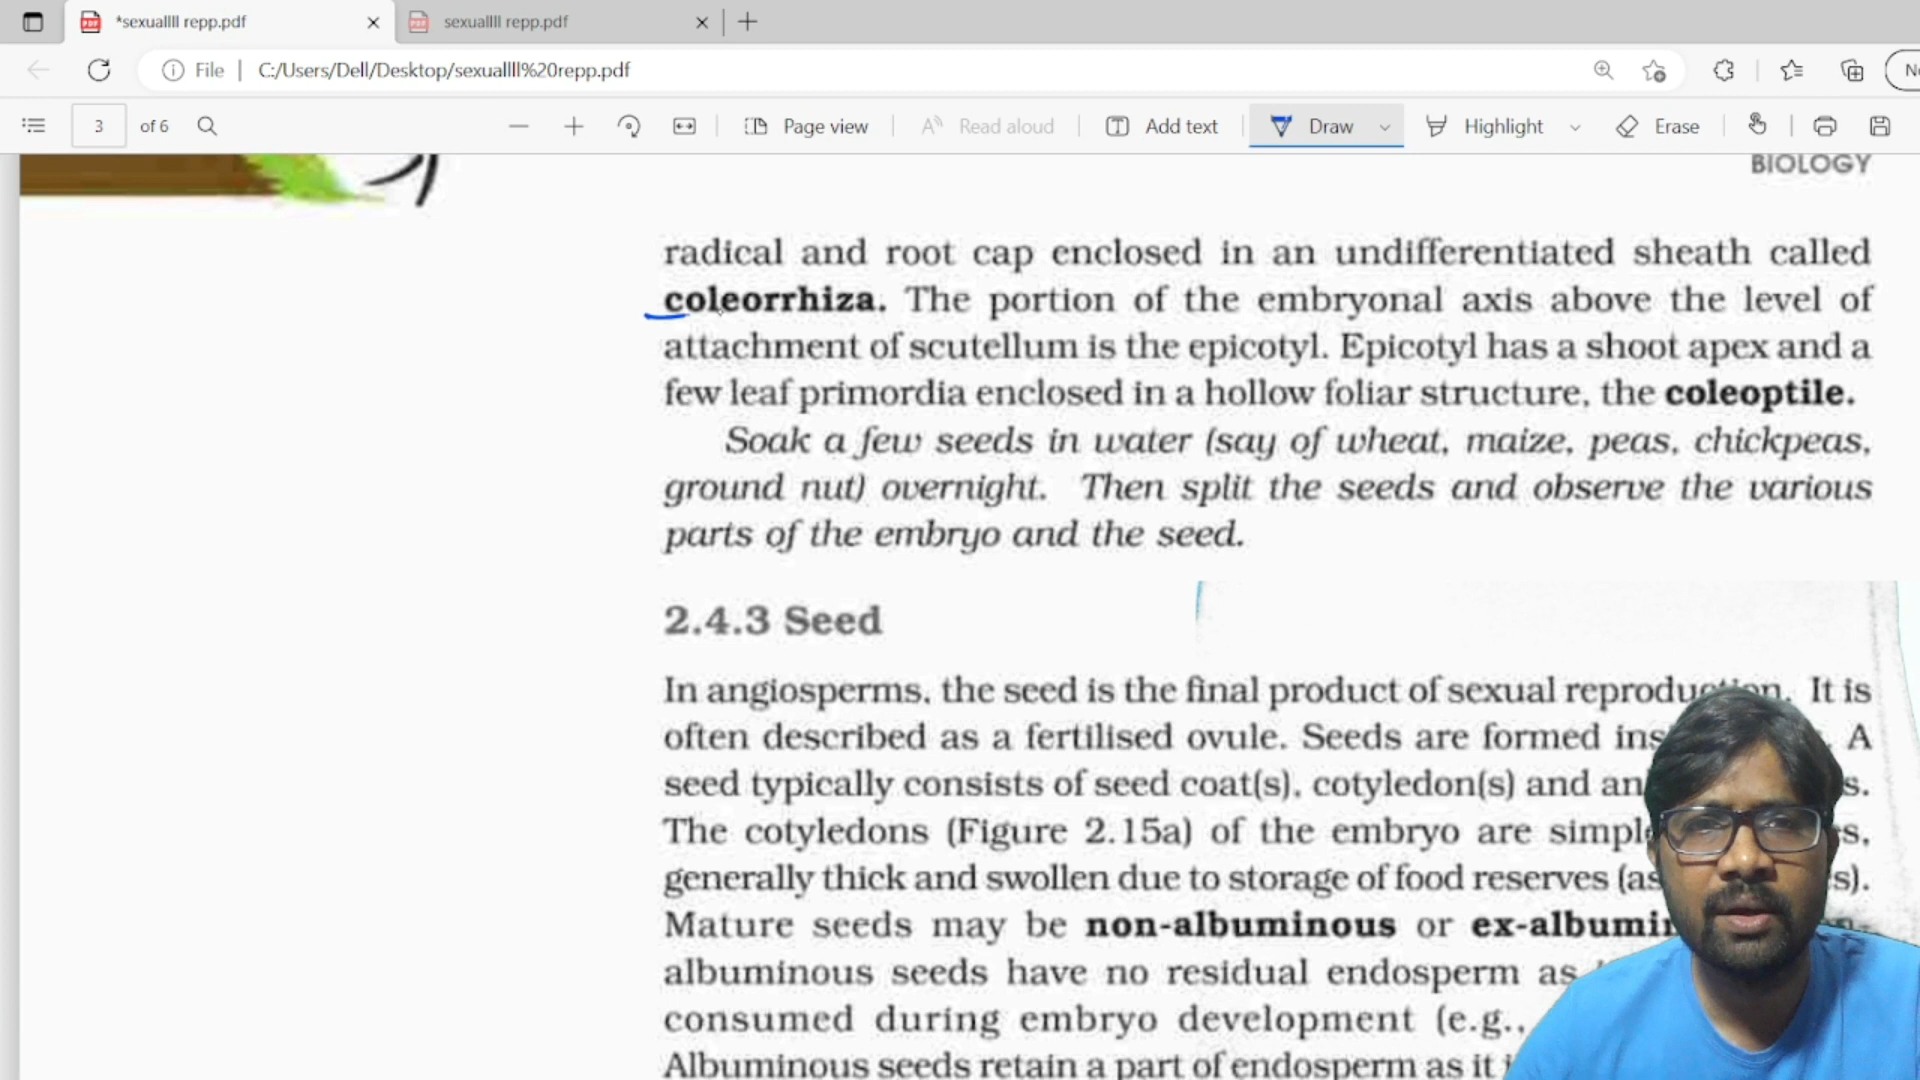 *sexuallll repp.pdf
sexuallll repp.pdf
File
C:/Users/Dell/Desktop/sexuallll%20repp.pdf
3 of 6
Page view
Read aloud
Add text
Draw
Highlight
Erase
BIOLOGY
radical and root cap enclosed in an undifferentiated sheath called
coleorrhiza. The portion of the embryonal axis above the level of
attachment of scutellum is the epicotyl. Epicotyl has a shoot apex and a
few leaf primordia enclosed in a hollow foliar structure, the coleoptile.
Soak a few seeds in water (say of wheat, maize, peas, chickpeas,
ground nut) overnight. Then split the seeds and observe the various
parts of the embryo and the seed.
2.4.3 Seed
In angiosperms, the seed is the final product of sexual reproduction. It is
often described as a fertilised ovule. Seeds are formed A
seed typically consists of seed coat(s), cotyledon(s) and
The cotyledons (Figure 2.15a) of the embryo are
generally thick and swollen due to storage of food reserves
Mature seeds may be non-albuminous or
albuminous seeds have no residual endosperm as
consumed during embryo development (e.g.,
Albuminous seeds retain a part of endosperm as it